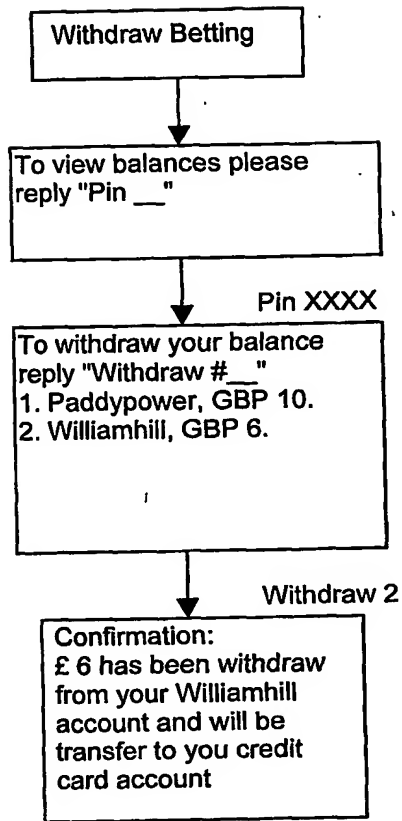 Withdraw Betting
To view balances please
reply "Pin __"
Pin XXXX
To withdraw your balance
reply "Withdraw #__"
1. Paddypower, GBP 10.
2. Williamhill, GBP 6.
Withdraw 2
Confirmation:
£ 6 has been withdraw
from your Williamhill
account and will be
transfer to you credit
card account